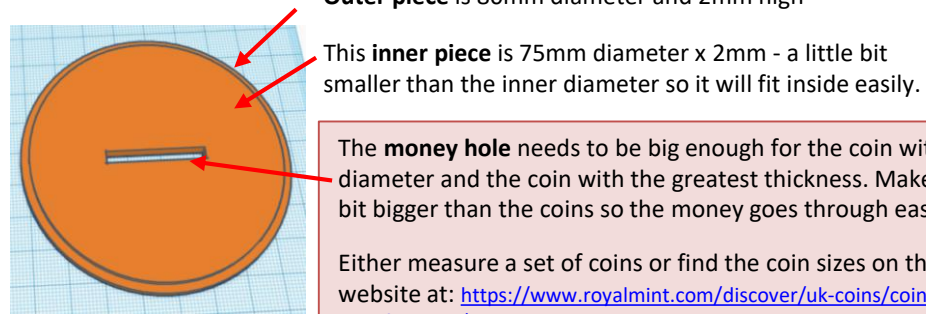 Outer piece is 80mm diameter and 2mm high
This inner piece is 75mm diameter x 2mm - a little bit
smaller than the inner diameter so it will fit inside easily.
The money hole needs to be big enough for the coin
diameter and the coin with the greatest thickness. Make
bit bigger than the coins so the money goes through
Either measure a set of coins or find the coin sizes on
website at: https://www.royalmint.com/discover/uk-coins/coin